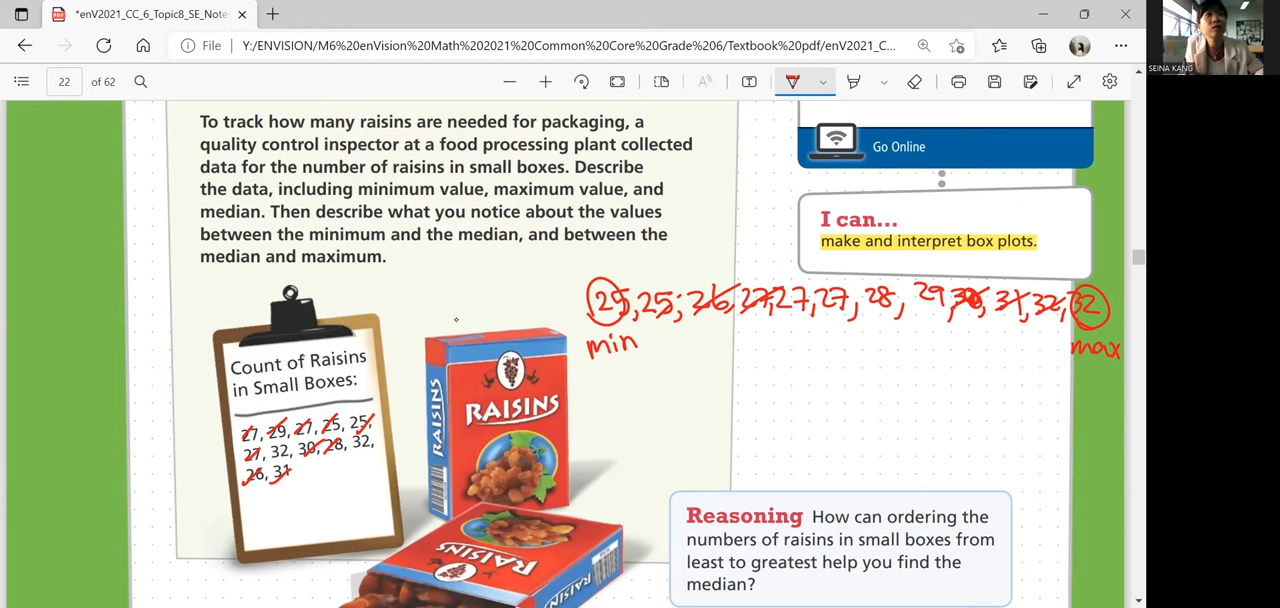 *enV2021_CC_6_Topic8_SE_Note
File
Y:/ENVISION/M6%20enVision%20Math%202021%20Common%20Core%20Grade%206/Textbook%20pdf/enV2021_C...
SEINA KANG
22 of 62
To track how many raisins are needed for packaging, a
quality control inspector at a food processing plant collected
data for the number of raisins in small boxes. Describe
the data, including minimum value, maximum value, and
median. Then describe what you notice about the values
between the minimum and the median, and between the
median and maximum.
Go Online
I can...
make and interpret box plots.
25, 25, 26, 27, 27, 27, 28, 29, 30, 31, 32, 32
min
max
Count of Raisins
in Small Boxes:
27, 29, 27, 25, 25,
27, 32, 30, 28, 32,
26, 31
RAISINS
RAISINS
RAISINS
Reasoning How can ordering the
numbers of raisins in small boxes from
least to greatest help you find the
median?